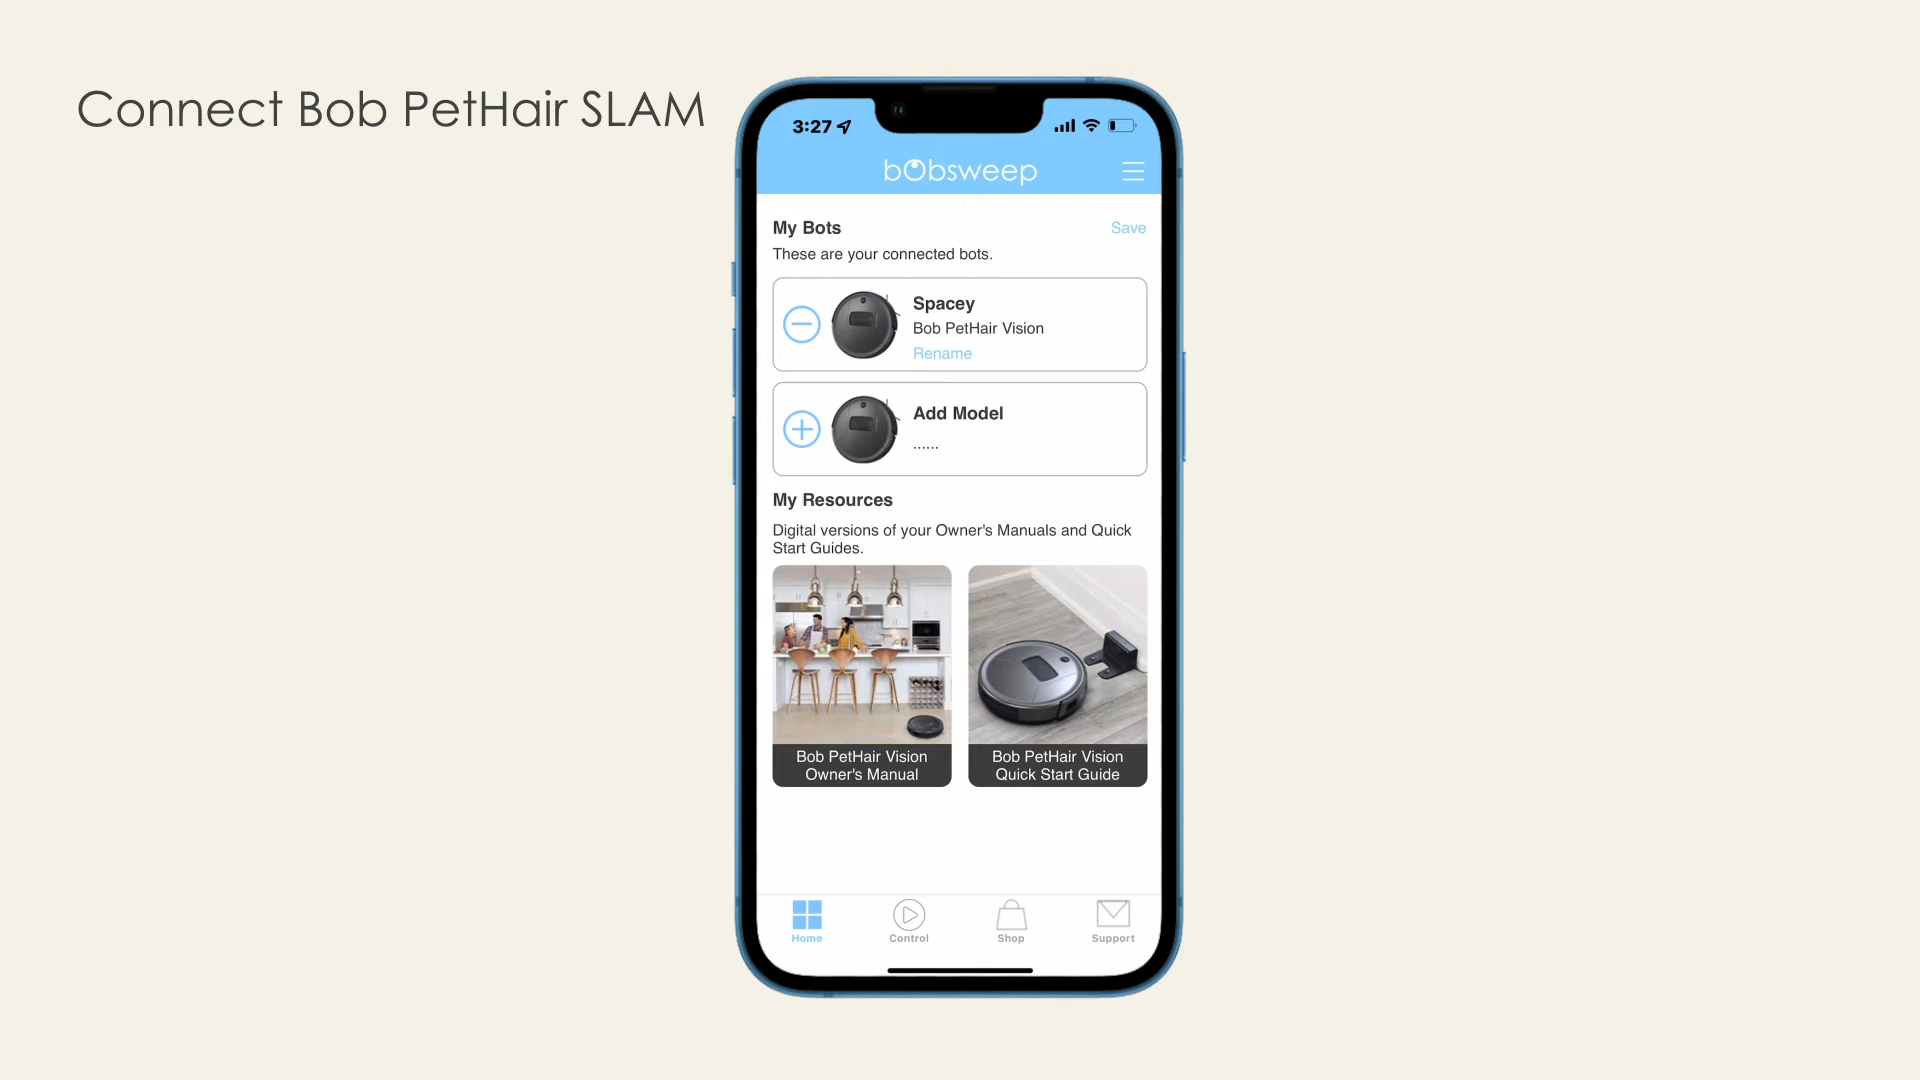 Connect Bob PetHair SLAM
3:27
bobsweep
My Bots
Save
These are your connected bots.
Spacey
Bob PetHair Vision
Rename
Add Model
......
My Resources
Digital versions of your Owner's Manuals and Quick
Start Guides.
Bob PetHair Vision
Owner's Manual
Bob PetHair Vision
Quick Start Guide
Home
Control
Shop
Support